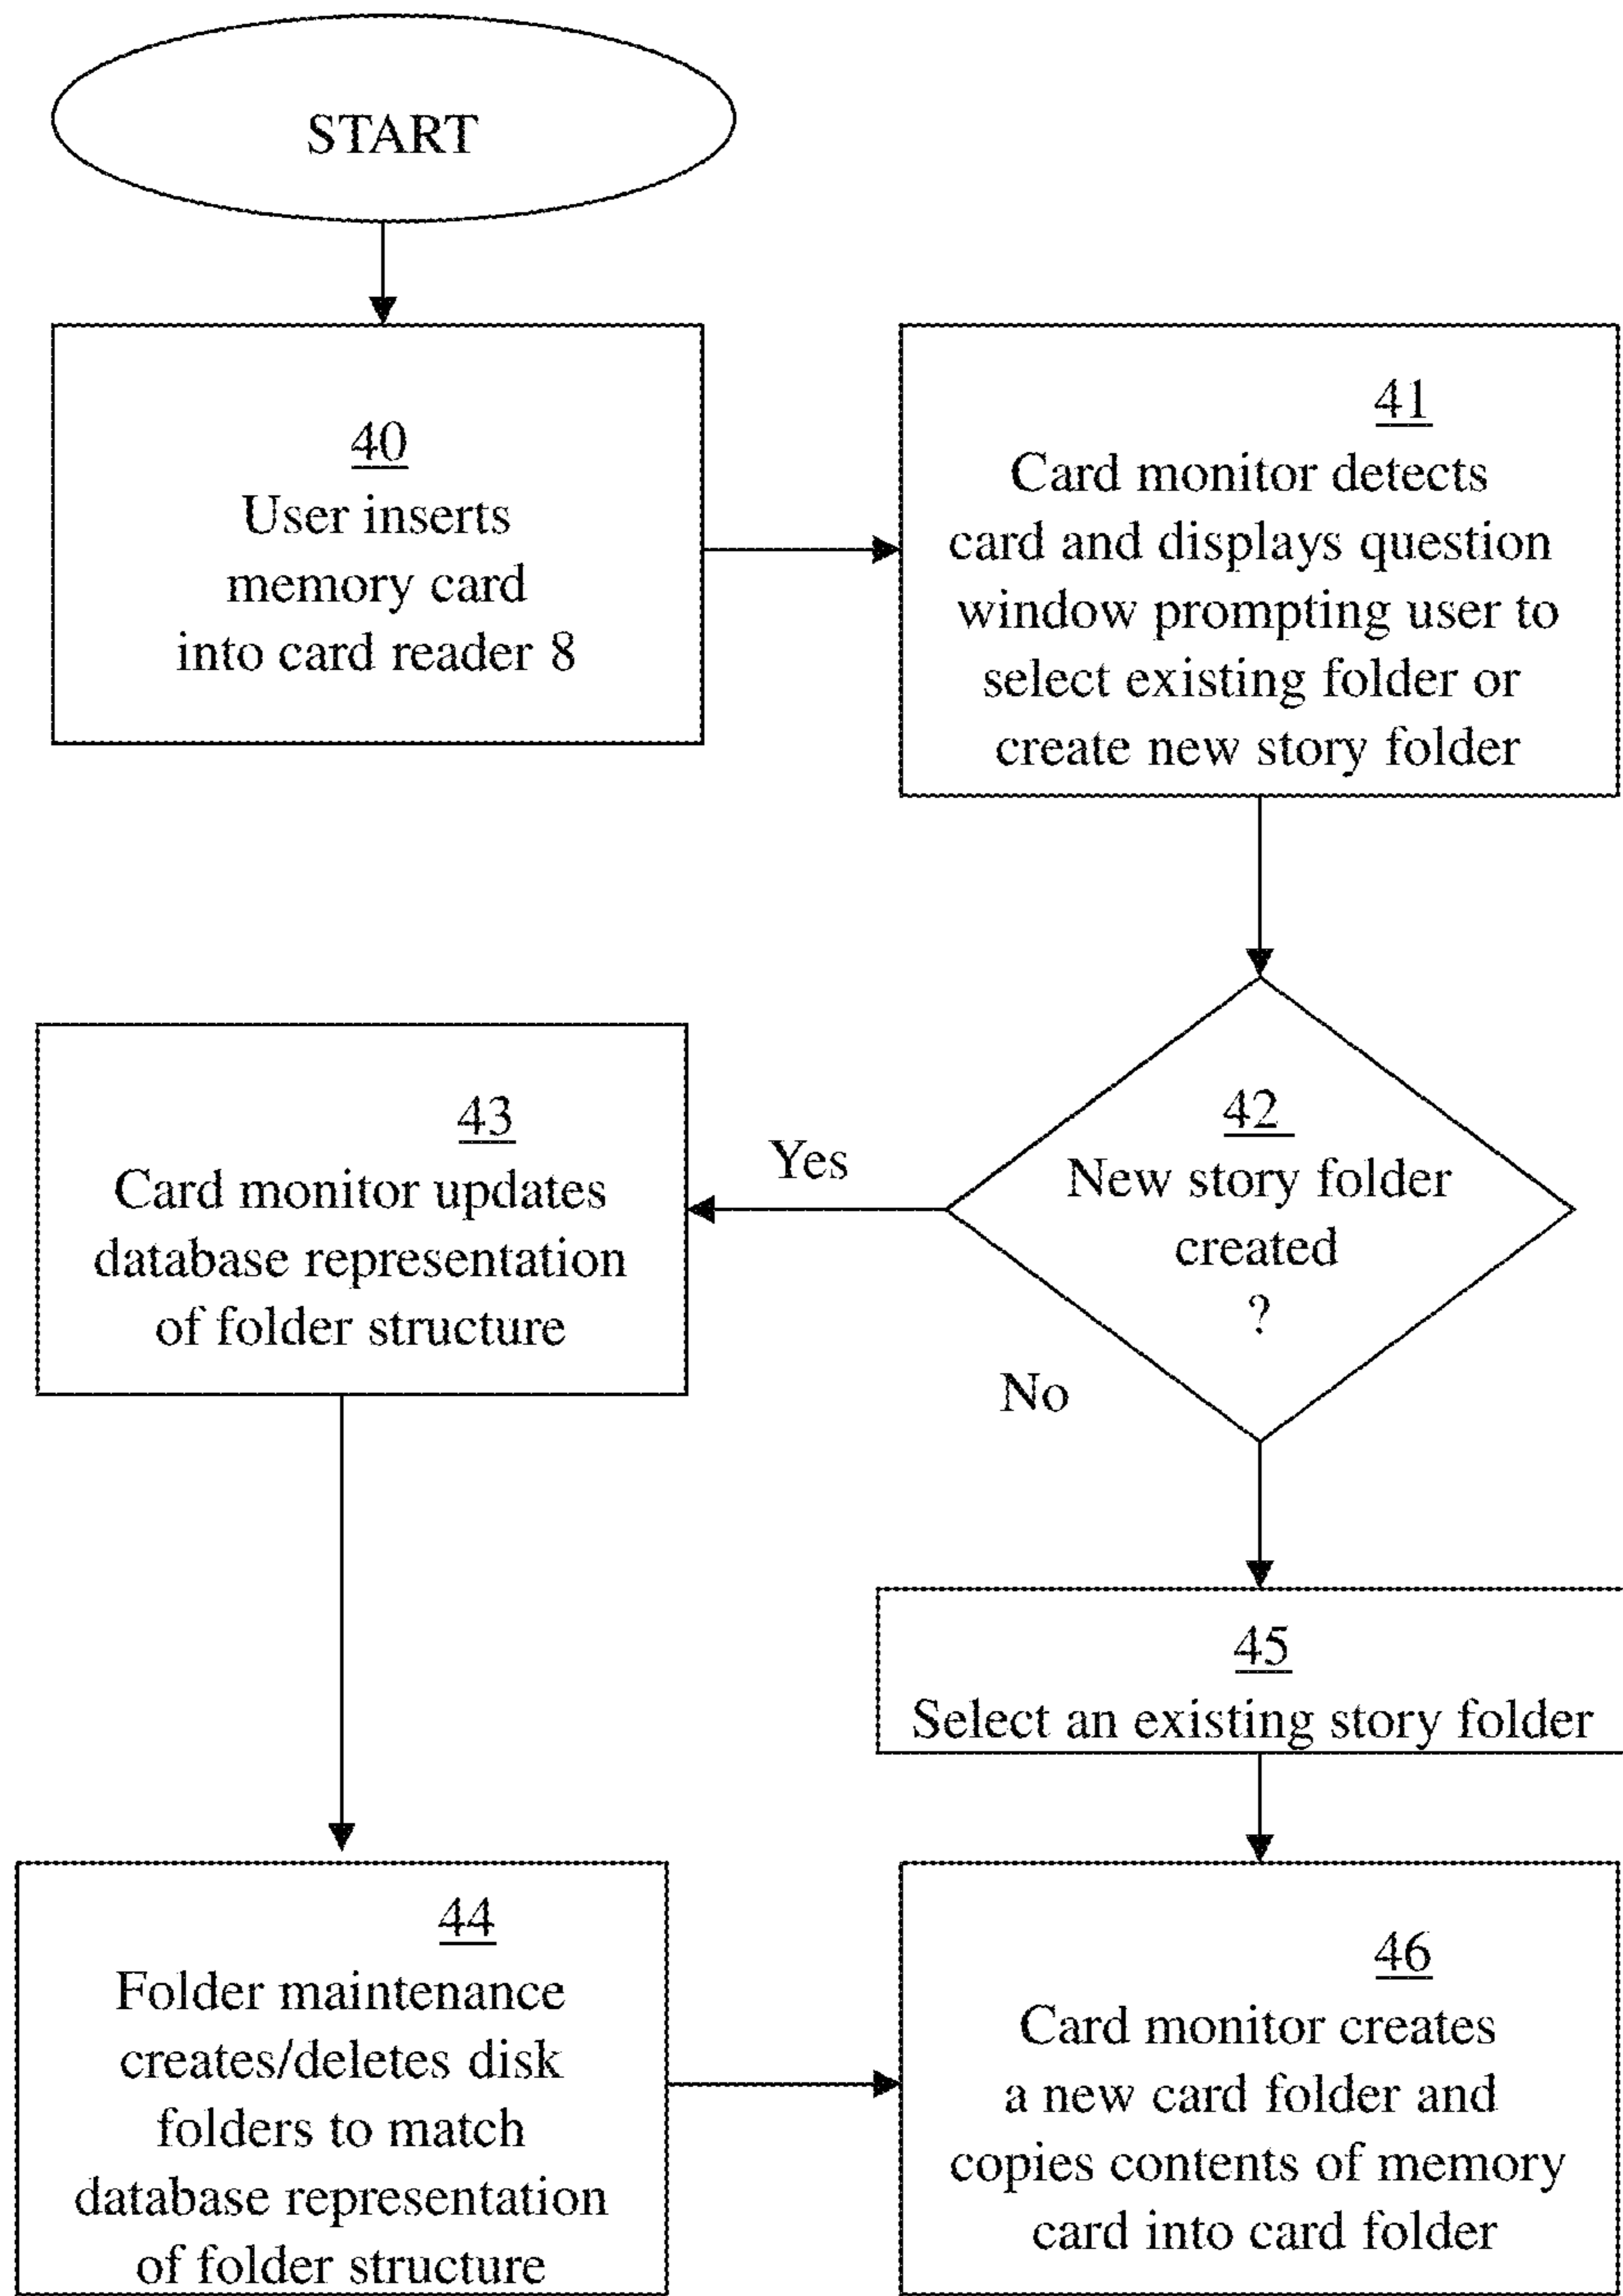 START
40
User inserts
memory card
into card reader 8
41
Card monitor detects
card and displays question
window prompting user to
select existing folder or
create new story folder
42
New story folder
created
?
Yes
No
43
Card monitor updates
database representation
of folder structure
45
Select an existing story folder
44
Folder maintenance
creates/deletes disk
folders to match
database representation
of folder structure
46
Card monitor creates
a new card folder and
copies contents of memory
card into card folder